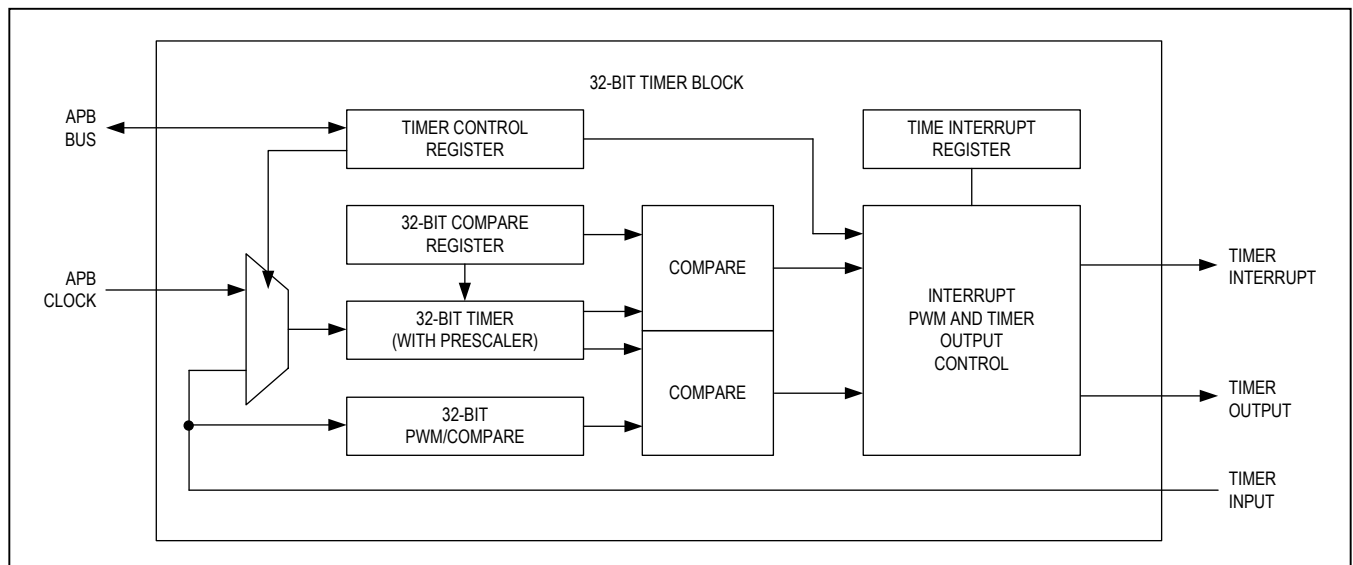 32-BIT TIMER BLOCK
APB
BUS
TIMER CONTROL
REGISTER
TIME INTERRUPT
REGISTER
32-BIT COMPARE
REGISTER
COMPARE
APB
CLOCK
32-BIT TIMER
(WITH PRESCALER)
INTERRUPT
PWM AND TIMER
OUTPUT
CONTROL
TIMER
INTERRUPT
COMPARE
32-BIT
PWM/COMPARE
TIMER
OUTPUT
TIMER
INPUT